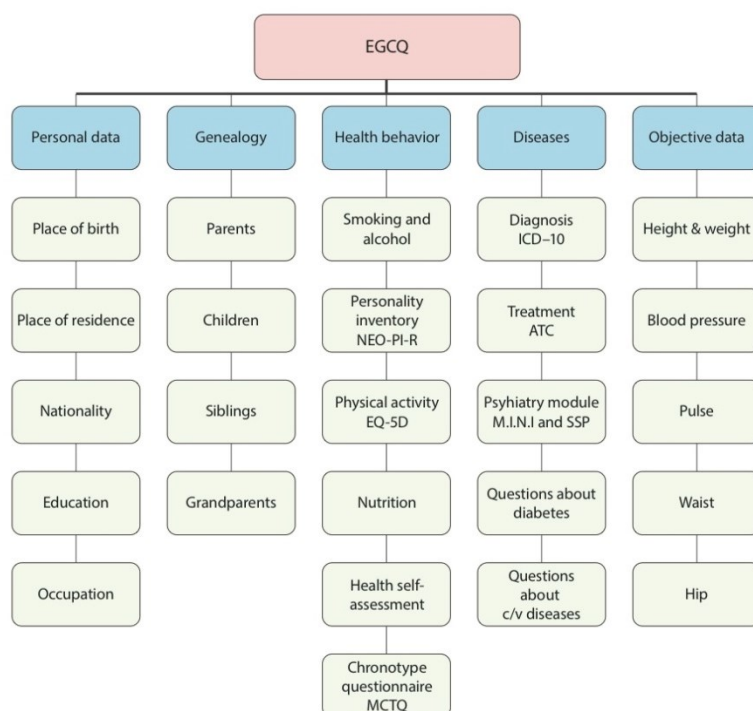 EGCQ
Personal data
Genealogy
Health behavior
Diseases
Objective data
Place of birth
Parents
Smoking and
alcohol
Diagnosis
ICD–10
Height & weight
Place of residence
Children
Personality
inventory
NEO-PI-R
Treatment
ATC
Blood pressure
Nationality
Siblings
Physical activity
EQ-5D
Psyhiatry module
M.I.N.I and SSP
Pulse
Education
Grandparents
Nutrition
Questions about
diabetes
Waist
Occupation
Health self-
assessment
Questions
about
c/v diseases
Hip
Chronotype
questionnaire
MCTQ